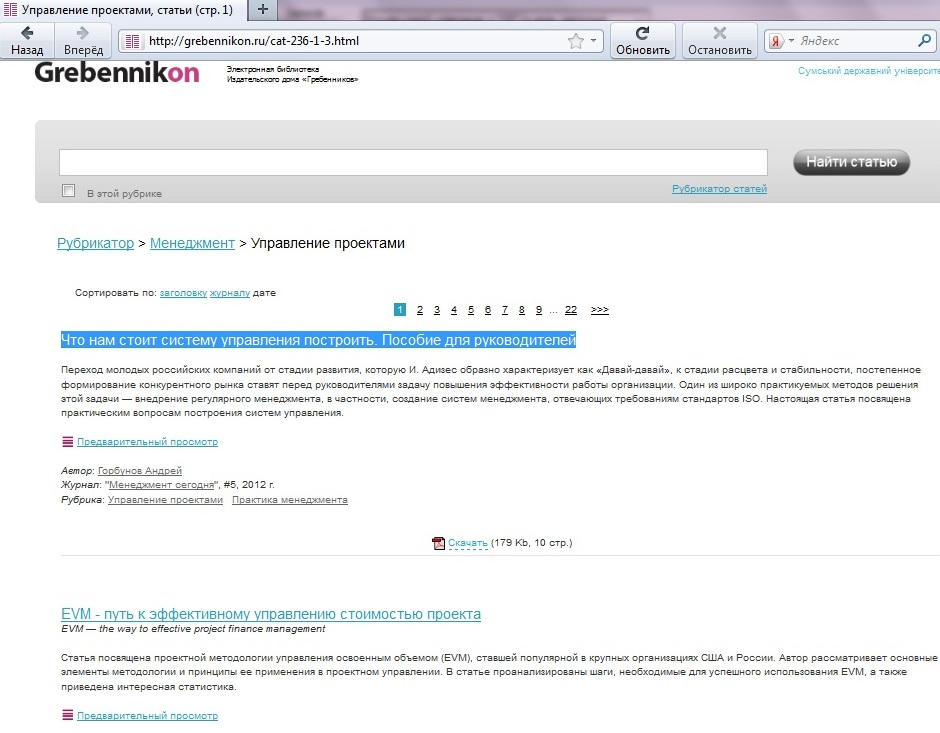 Управление проектами, статьи (стр. 1)
Назад
Вперёд
http://grebennikon.ru/cat-236-1-3.html
Обновить
Остановить
Яндекс
Grebennikon
Электронная библиотека
Издательского дома «Гребенников»
Сумський державний університе
Найти статью
В этой рубрике
Рубрикатор статей
Рубрикатор > Менеджмент > Управление проектами
Сортировать по: заголовку журналу дате
1 2 3 4 5 6 7 8 9 ... 22 >>>
Что нам стоит систему управления построить. Пособие для руководителей
Переход молодых российских компаний от стадии развития, которую И. Адизес образно характеризует как «Давай-давай», к стадии расцвета и стабильности, постепенное
формирование конкурентного рынка ставят перед руководителями задачу повышения эффективности работы организации. Один из широко практикуемых методов решения
этой задачи — внедрение регулярного менеджмента, в частности, создание систем менеджмента, отвечающих требованиям стандартов ISO. Настоящая статья посвящена
практическим вопросам построения систем управления.
Предварительный просмотр
Автор: Горбунов Андрей
Журнал: "Менеджмент сегодня", #5, 2012 г.
Рубрика: Управление проектами Практика менеджмента
Скачать (179 Kb, 10 стр.)
EVM - путь к эффективному управлению стоимостью проекта
EVM — the way to effective project finance management
Статья посвящена проектной методологии управления освоенным объемом (EVM), ставшей популярной в крупных организациях США и России. Автор рассматривает основные
элементы методологии и принципы ее применения в проектном управлении. В статье проанализированы шаги, необходимые для успешного использования EVM, а также
приведена интересная статистика.
Предварительный просмотр